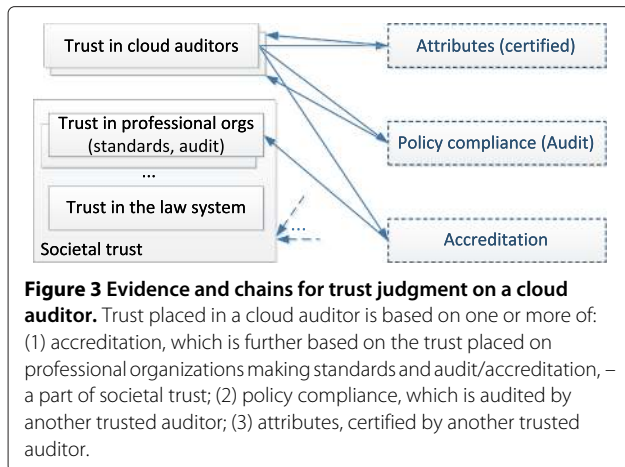 Trust in cloud auditors
Attributes (certified)
Trust in professional orgs
(standards, audit)
Policy compliance (Audit)
...
Trust in the law system
...
Accreditation
Societal trust
Figure 3 Evidence and chains for trust judgment on a cloud
auditor. Trust placed in a cloud auditor is based on one or more of:
(1) accreditation, which is further based on the trust placed on
professional organizations making standards and audit/accreditation, –
a part of societal trust; (2) policy compliance, which is audited by
another trusted auditor; (3) attributes, certified by another trusted
auditor.